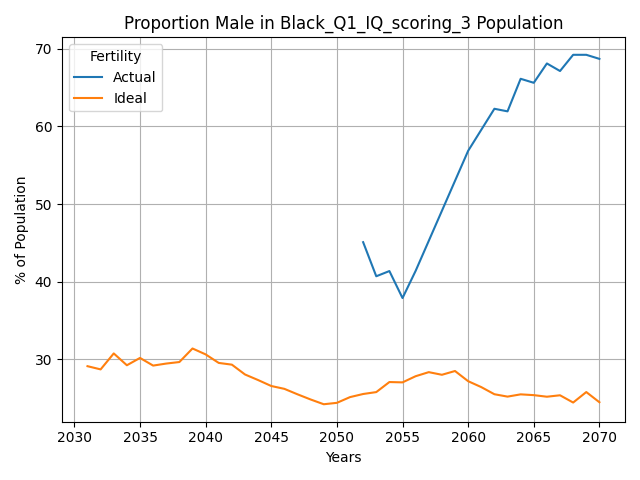 Proportion Male in Black_Q1_IQ_scoring_3 Population
Fertility
Actual
Ideal
% of Population
70
60
50
40
30
2030 2035 2040 2045 2050 2055 2060 2065 2070
Years